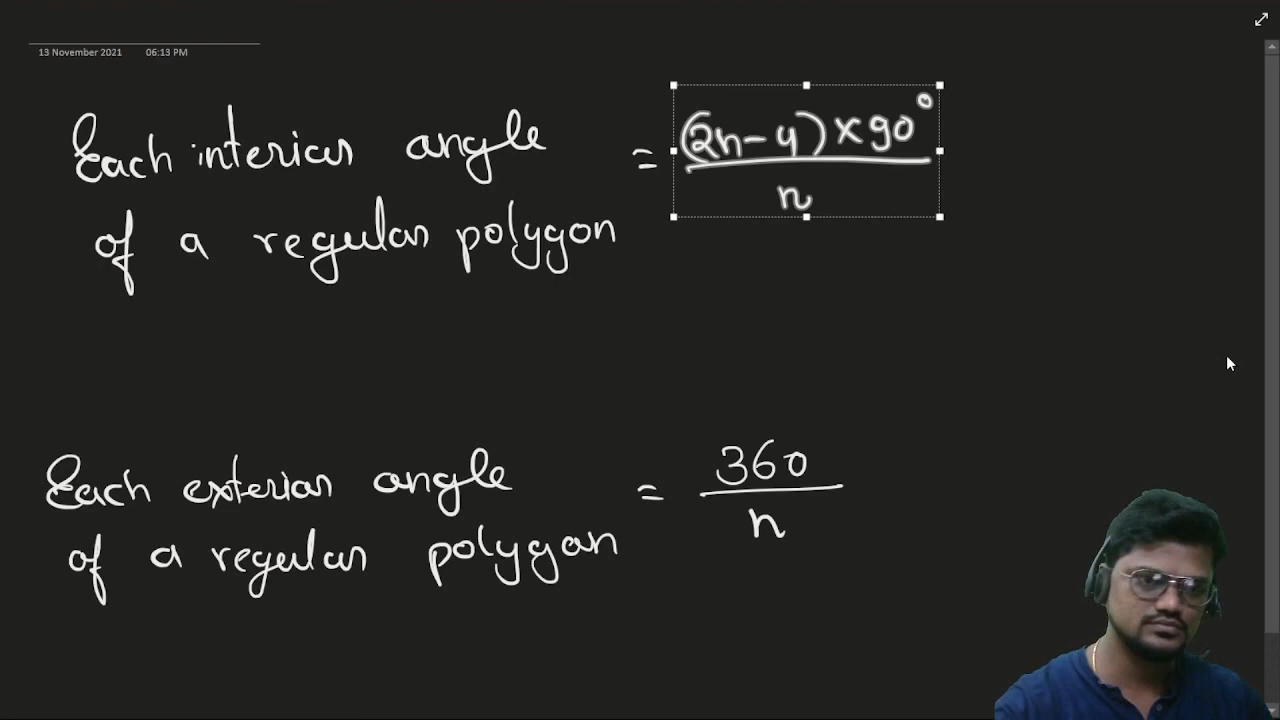 13 November 2021 06:13 PM
Each interior angle = (2n-4) x 90°
n
of a regular polygon
Each exterior angle = 360
n
of a regular polygon